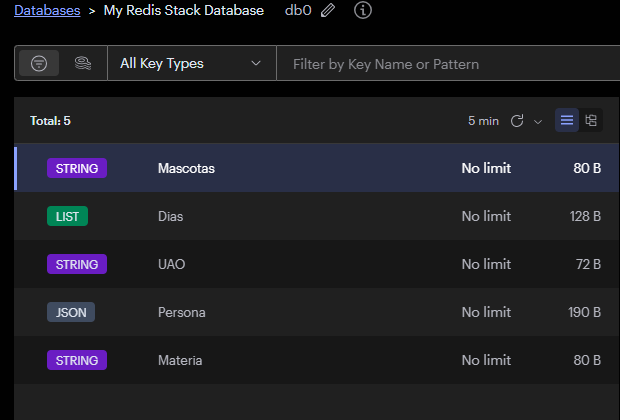 Databases > My Redis Stack Database db0
All Key Types Filter by Key Name or Pattern
Total: 5 5 min
STRING Mascotas No limit 80 B
LIST Dias No limit 128 B
STRING UAO No limit 72 B
JSON Persona No limit 190 B
STRING Materia No limit 80 B